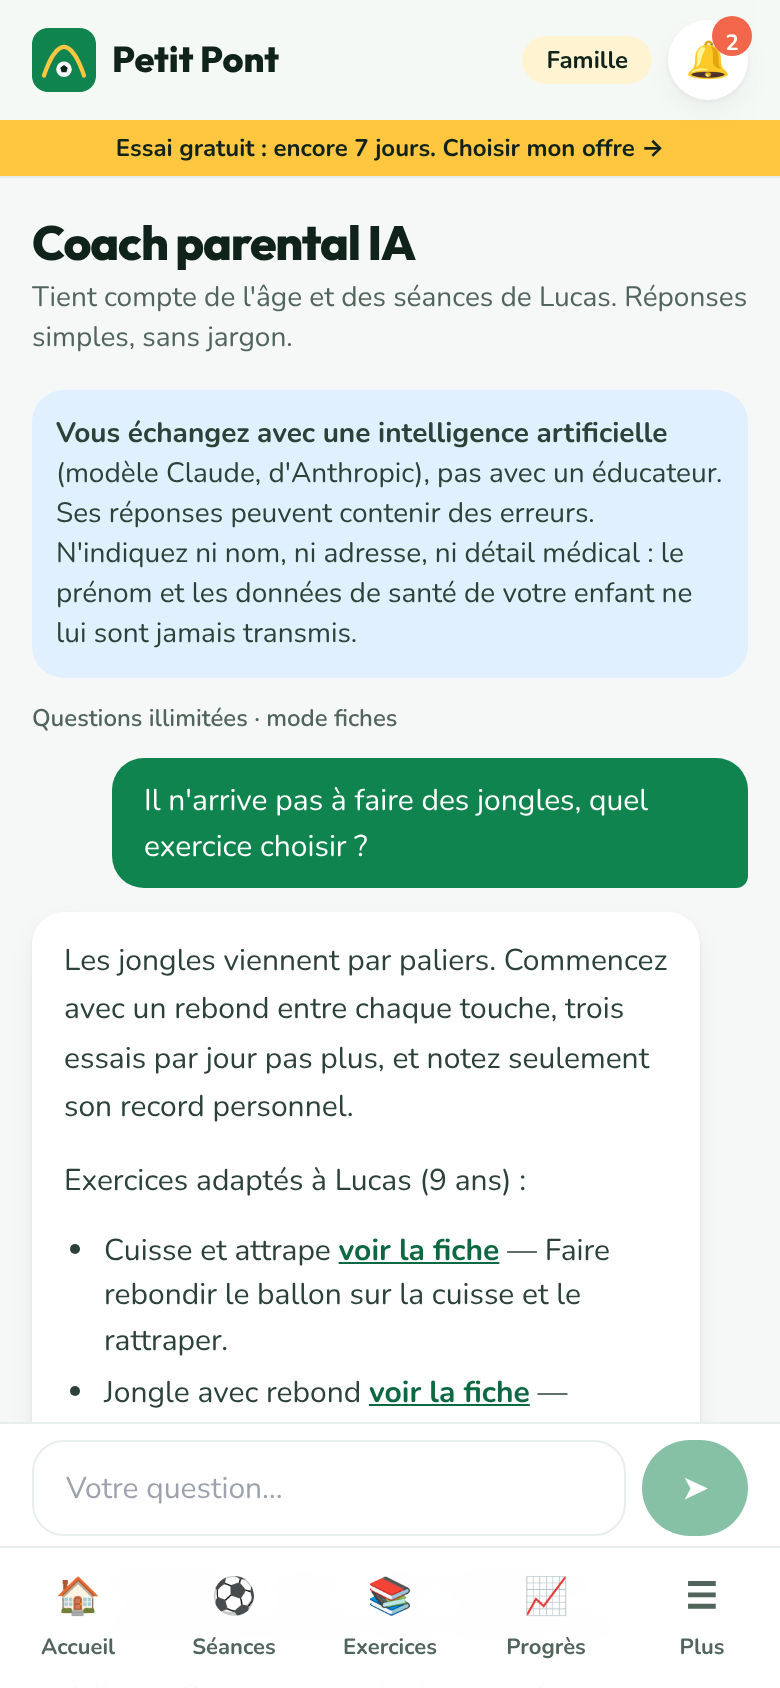 Petit Pont
Famille
2
Essai gratuit : encore 7 jours. Choisir mon offre →
Coach parental IA
Tient compte de l'âge et des séances de Lucas. Réponses
simples, sans jargon.
Vous échangez avec une intelligence artificielle
(modèle Claude, d'Anthropic), pas avec un éducateur.
Ses réponses peuvent contenir des erreurs.
N'indiquez ni nom, ni adresse, ni détail médical : le
prénom et les données de santé de votre enfant ne
lui sont jamais transmis.
Questions illimitées · mode fiches
Il n'arrive pas à faire des jongles, quel
exercice choisir ?
Les jongles viennent par paliers. Commencez
avec un rebond entre chaque touche, trois
essais par jour pas plus, et notez seulement
son record personnel.
Exercices adaptés à Lucas (9 ans) :
• Cuisse et attrape voir la fiche — Faire
rebondir le ballon sur la cuisse et le
rattraper.
• Jongle avec rebond voir la fiche —
Votre question...
Accueil
Séances
Exercices
Progrès
Plus